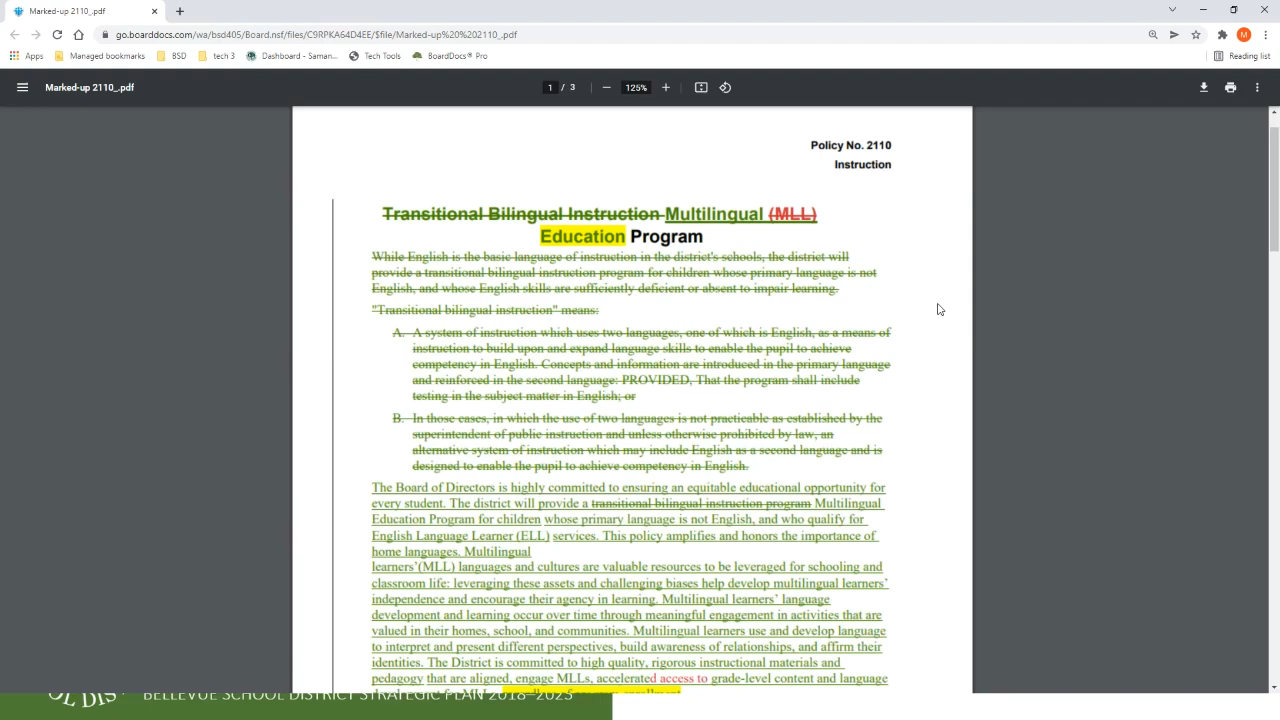 Marked-up 2110_.pdf
go.boarddocs.com/wa/bsd405/Board.nsf/files/C9RPKA64D4EE/$file/Marked-up%20%202110_.pdf
Apps Managed bookmarks BSD tech 3 Dashboard - Saman... Tech Tools BoardDocs® Pro Reading list
Marked-up 2110_.pdf 1 / 3 125%
Policy No. 2110
Instruction
Transitional Bilingual Instruction Multilingual (MLL)
Education Program
While English is the basic language of instruction in the district's schools, the district will
provide a transitional bilingual instruction program for children whose primary language is not
English, and whose English skills are sufficiently deficient or absent to impair learning.
"Transitional bilingual instruction" means:
A. A system of instruction which uses two languages, one of which is English, as a means of
instruction to build upon and expand language skills to enable the pupil to achieve
competency in English. Concepts and information are introduced in the primary language
and reinforced in the second language: PROVIDED, That the program shall include
testing in the subject matter in English; or
B. In those cases, in which the use of two languages is not practicable as established by the
superintendent of public instruction and unless otherwise prohibited by law, an
alternative system of instruction which may include English as a second language and is
designed to enable the pupil to achieve competency in English.
The Board of Directors is highly committed to ensuring an equitable educational opportunity for
every student. The district will provide a transitional bilingual instruction program Multilingual
Education Program for children whose primary language is not English, and who qualify for
English Language Learner (ELL) services. This policy amplifies and honors the importance of
home languages. Multilingual
learners'(MLL) languages and cultures are valuable resources to be leveraged for schooling and
classroom life: leveraging these assets and challenging biases help develop multilingual learners'
independence and encourage their agency in learning. Multilingual learners' language
development and learning occur over time through meaningful engagement in activities that are
valued in their homes, school, and communities. Multilingual learners use and develop language
to interpret and present different perspectives, build awareness of relationships, and affirm their
identities. The District is committed to high quality, rigorous instructional materials and
pedagogy that are aligned, engage MLLs, accelerated access to grade-level content and language
BELLEVUE SCHOOL DISTRICT STRATEGIC PLAN 2018–2023